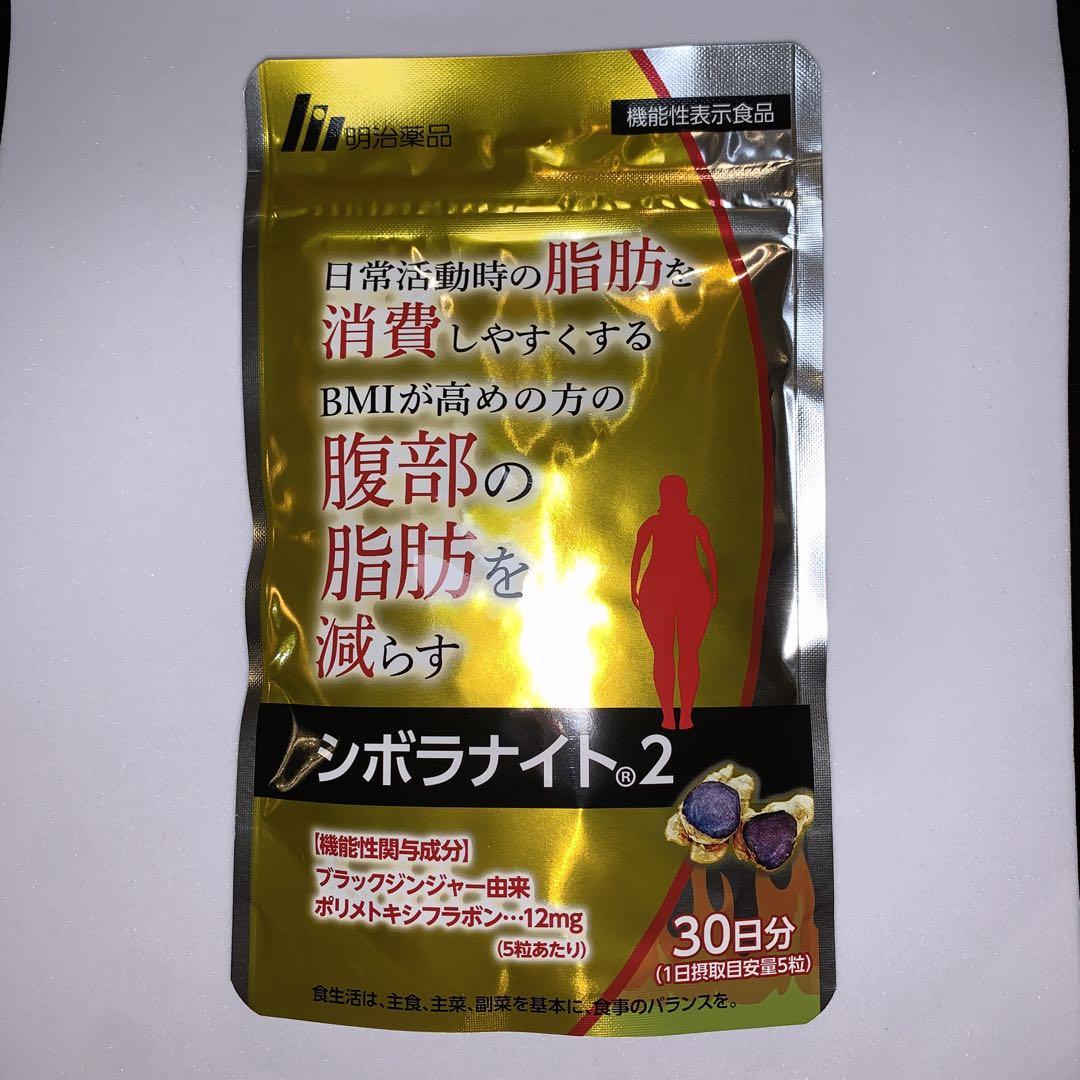 明治薬品
機能性表示食品
日常活動時の脂肪を
消費しやすくする
BMIが高めの方の
腹部の
脂肪を
減らす
シボラナイト®2
【機能性関与成分】
ブラックジンジャー由来
ポリメトキシフラボン…12mg
(5粒あたり)
30日分
(1日摂取目安量5粒)
食生活は、主食、主菜、副菜を基本に、食事のバランスを。